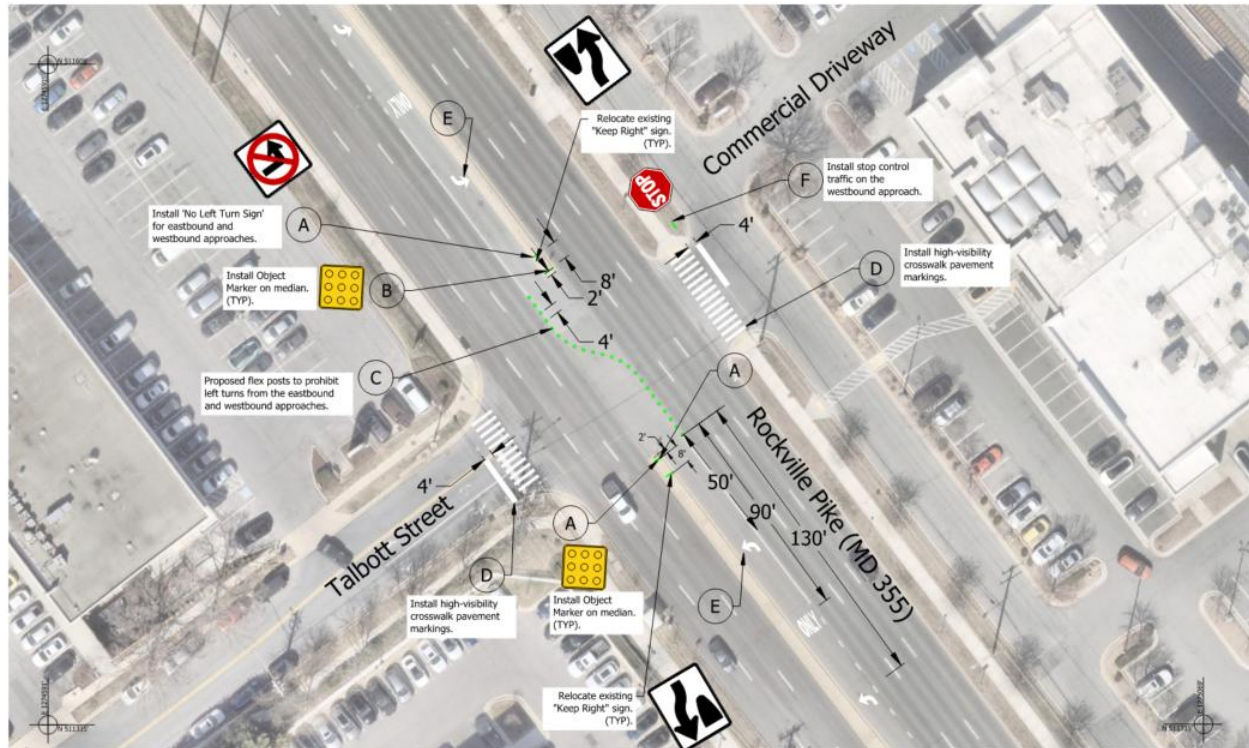 N 511608
Commercial Driveway
E
Relocate existing
"Keep Right" sign.
(TYP).
STOP
F
Install stop control
traffic on the
westbound approach.
Install 'No Left Turn Sign'
for eastbound and
westbound approaches.
A
4'
Install high-visibility
crosswalk pavement
markings.
D
Install Object
Marker on median.
(TYP).
B
8'
2'
4'
C
Proposed flex posts to prohibit
left turns from the eastbound
and westbound approaches.
A
Rockville Pike (MD 355)
2'
8'
50'
90'
130'
4'
Talbott Street
A
D
Install high-visibility
crosswalk pavement
markings.
Install Object
Marker on median.
(TYP).
E
ONLY
ONLY
Relocate existing
"Keep Right" sign.
(TYP).
N 511335